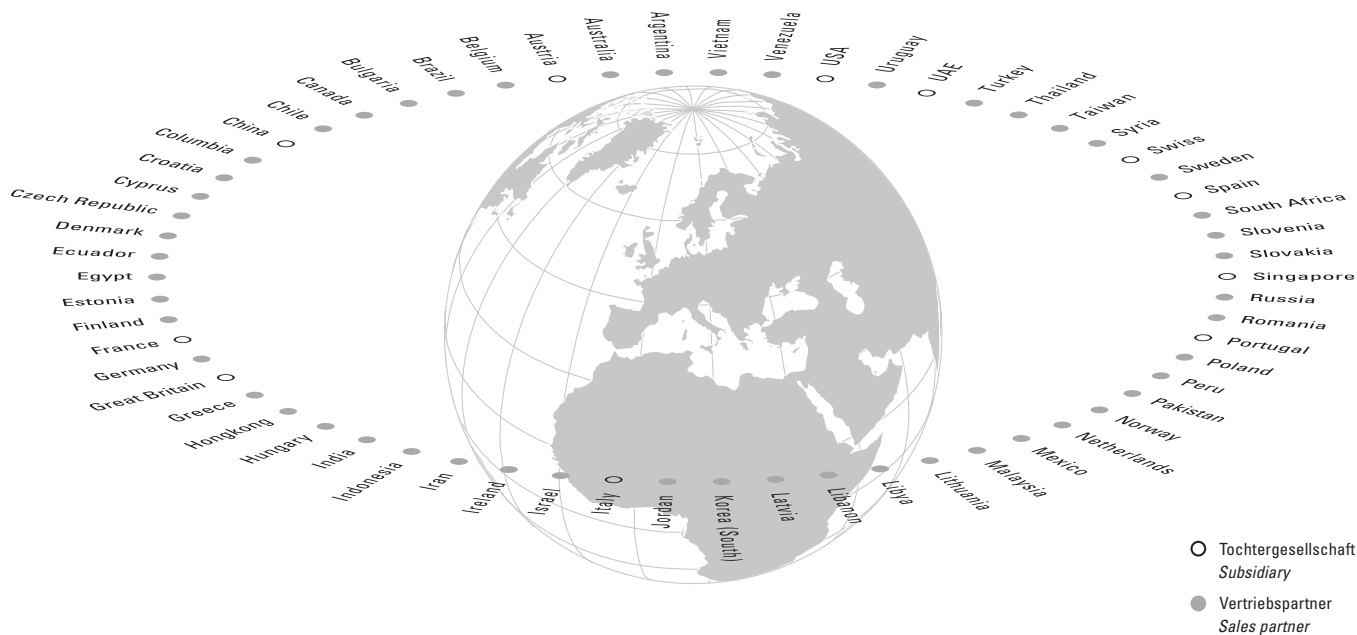 Argentina
Australia
Austria
Belgium
Brazil
Bulgaria
Canada
Chile
China
Columbia
Croatia
Cyprus
Czech Republic
Denmark
Ecuador
Egypt
Estonia
Finland
France
Germany
Great Britain
Greece
Hongkong
Hungary
India
Indonesia
Iran
Ireland
Israel
Italy
Jordan
Korea (South)
Latvia
Libanon
Libya
Lithuania
Malaysia
Mexico
Netherlands
Norway
Pakistan
Peru
Poland
Portugal
Romania
Russia
Singapore
Slovakia
Slovenia
South Africa
Spain
Sweden
Swiss
Syria
Taiwan
Thailand
Turkey
UAE
Uruguay
USA
Venezuela
Vietnam
Tochtergesellschaft
Subsidiary
Vertriebspartner
Sales partner